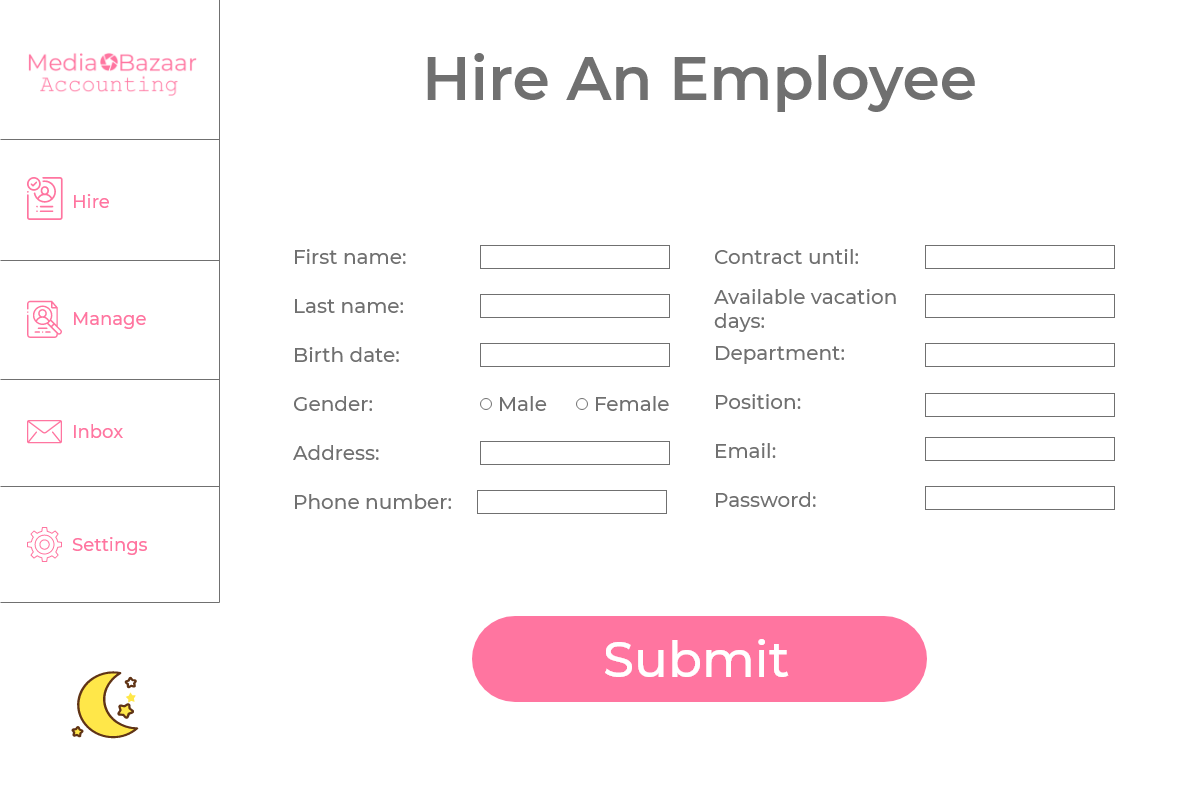 Media Bazaar
Accounting
Hire
Manage
Inbox
Settings
Hire An Employee
First name:
Last name:
Birth date:
Gender:
Male
Female
Address:
Phone number:
Contract until:
Available vacation
days:
Department:
Position:
Email:
Password:
Submit